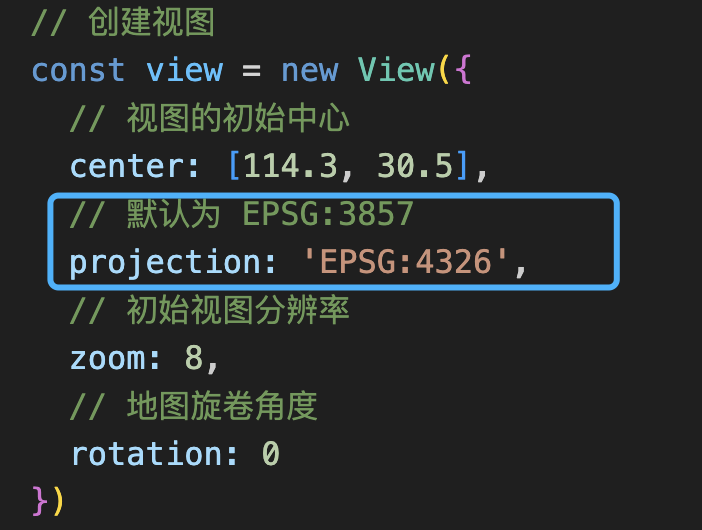 // 创建视图
const view = new View({
// 视图的初始中心
center: [114.3, 30.5],
// 默认为 EPSG:3857
projection: 'EPSG:4326',
// 初始视图分辨率
zoom: 8,
// 地图旋卷角度
rotation: 0
})